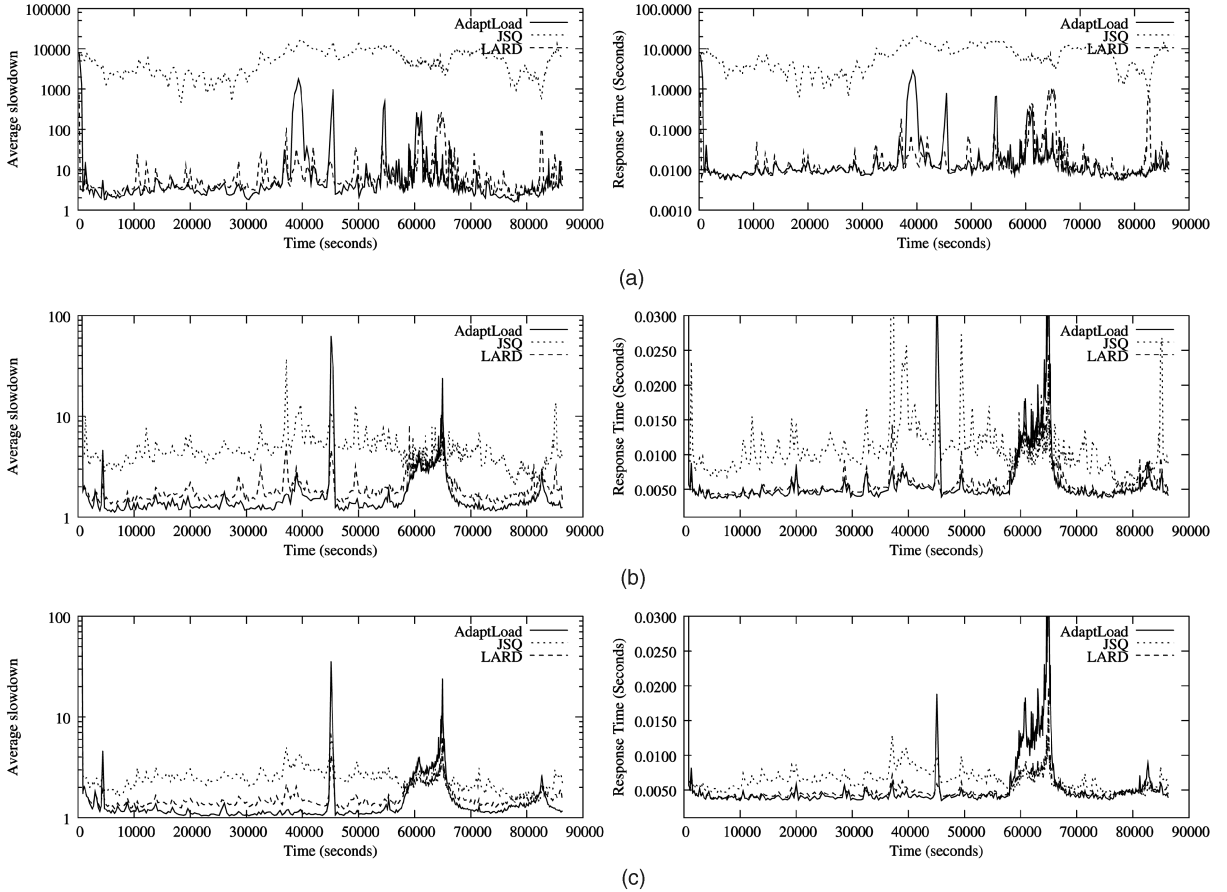 Average slowdown
100000
10000
1000
100
10
1
0 10000 20000 30000 40000 50000 60000 70000 80000 90000
Time (seconds)
AdaptLoad
JSQ
LARD
Response Time (Seconds)
100.0000
10.0000
1.0000
0.1000
0.0100
0.0010
0 10000 20000 30000 40000 50000 60000 70000 80000 90000
Time (seconds)
AdaptLoad
JSQ
LARD
(a)
Average slowdown
100
10
1
0 10000 20000 30000 40000 50000 60000 70000 80000 90000
Time (seconds)
AdaptLoad
JSQ
LARD
Response Time (Seconds)
0.0300
0.0250
0.0200
0.0150
0.0100
0.0050
0 10000 20000 30000 40000 50000 60000 70000 80000 90000
Time (seconds)
AdaptLoad
JSQ
LARD
(b)
Average slowdown
100
10
1
0 10000 20000 30000 40000 50000 60000 70000 80000 90000
Time (seconds)
AdaptLoad
JSQ
LARD
Response Time (Seconds)
0.0300
0.0250
0.0200
0.0150
0.0100
0.0050
0 10000 20000 30000 40000 50000 60000 70000 80000 90000
Time (seconds)
AdaptLoad
JSQ
LARD
(c)